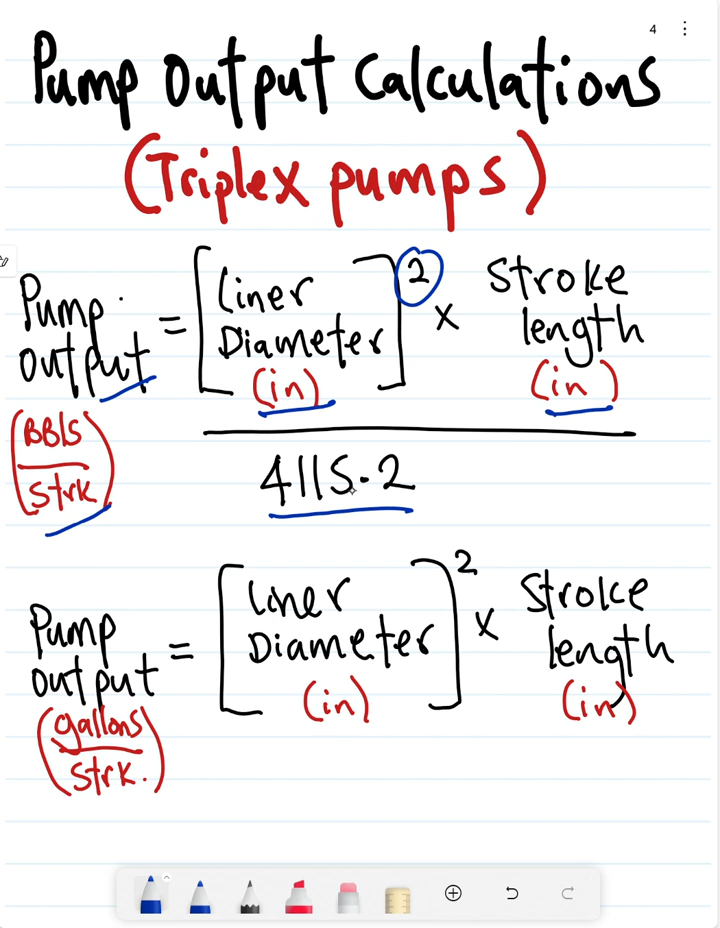 4
Pump Output Calculations
(Triplex pumps)
Pump output = [Liner Diameter]² x Stroke length
(in) (in)
(BBLS
Strk)
4115.2
Pump output = [Liner Diameter]² x Stroke length
(in) (in)
(gallons
Strk.)